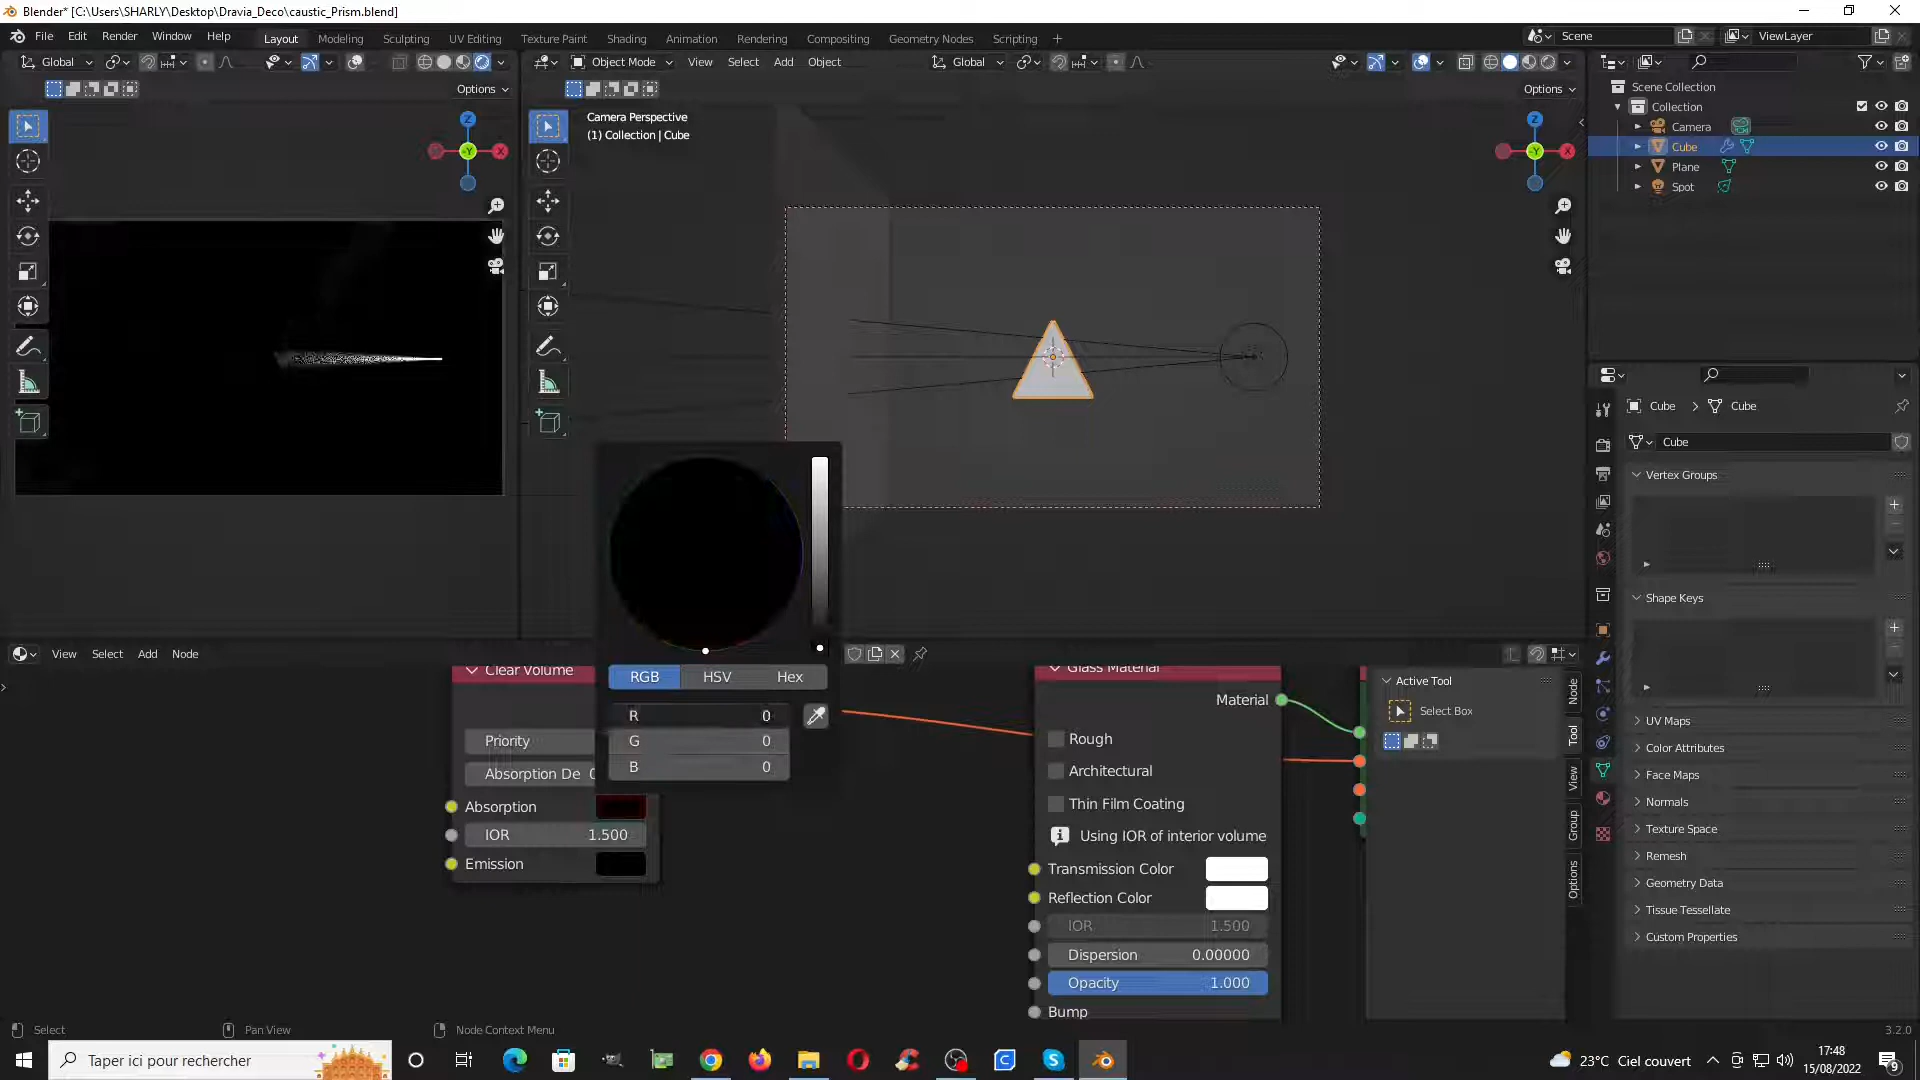 Blender* [C:\Users\SHARLY\Desktop\Dravia_Deco\caustic_Prism.blend]
File Edit Render Window Help
Layout Modeling Sculpting UV Editing Texture Paint Shading Animation Rendering Compositing Geometry Nodes Scripting +
Scene
ViewLayer
Global
Options
Object Mode View Select Add Object
Global
Options
Camera Perspective
(1) Collection | Cube
Z
X
-Y
Z
X
-Y
Scene Collection
Collection
Camera
Cube
Plane
Spot
Cube > Cube
Cube
Vertex Groups
Shape Keys
UV Maps
Color Attributes
Face Maps
Normals
Texture Space
Remesh
Geometry Data
Tissue Tessellate
Custom Properties
RGB HSV Hex
R 0
G 0
B 0
View Select Add Node
Clear Volume
Priority
Absorption De
Absorption
IOR 1.500
Emission
Glass Material
Material
Rough
Architectural
Thin Film Coating
Using IOR of interior volume
Transmission Color
Reflection Color
IOR 1.500
Dispersion 0.00000
Opacity 1.000
Bump
Active Tool
Select Box
Node
Tool
View
Group
Options
Select
Pan View
Node Context Menu
3.2.0
Taper ici pour rechercher
23°C Ciel couvert
17:48
15/08/2022
9